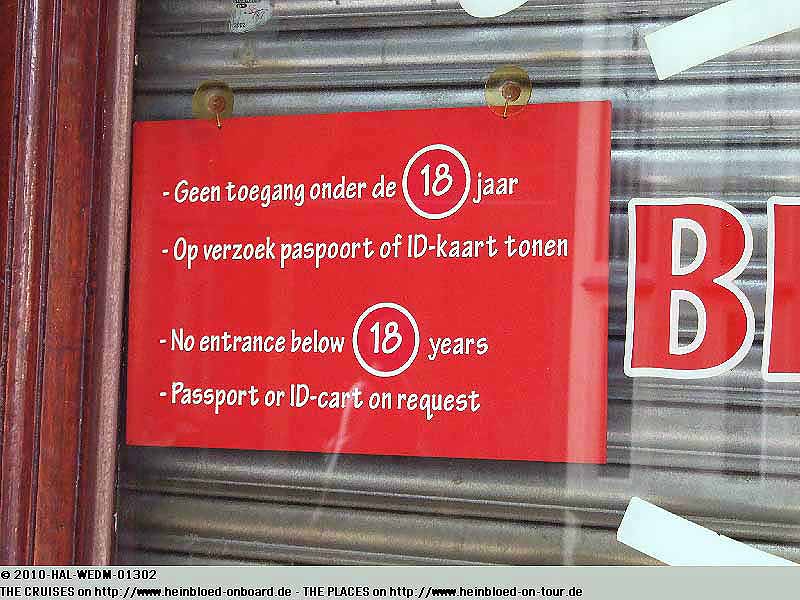 - Geen toegang onder de 18 jaar
- Op verzoek paspoort of ID-kaart tonen
- No entrance below 18 years
- Passport or ID-cart on request
B
© 2010-HAL-WEDM-01302
THE CRUISES on http://www.heinbloed-onboard.de - THE PLACES on http://www.heinbloed-on-tour.de